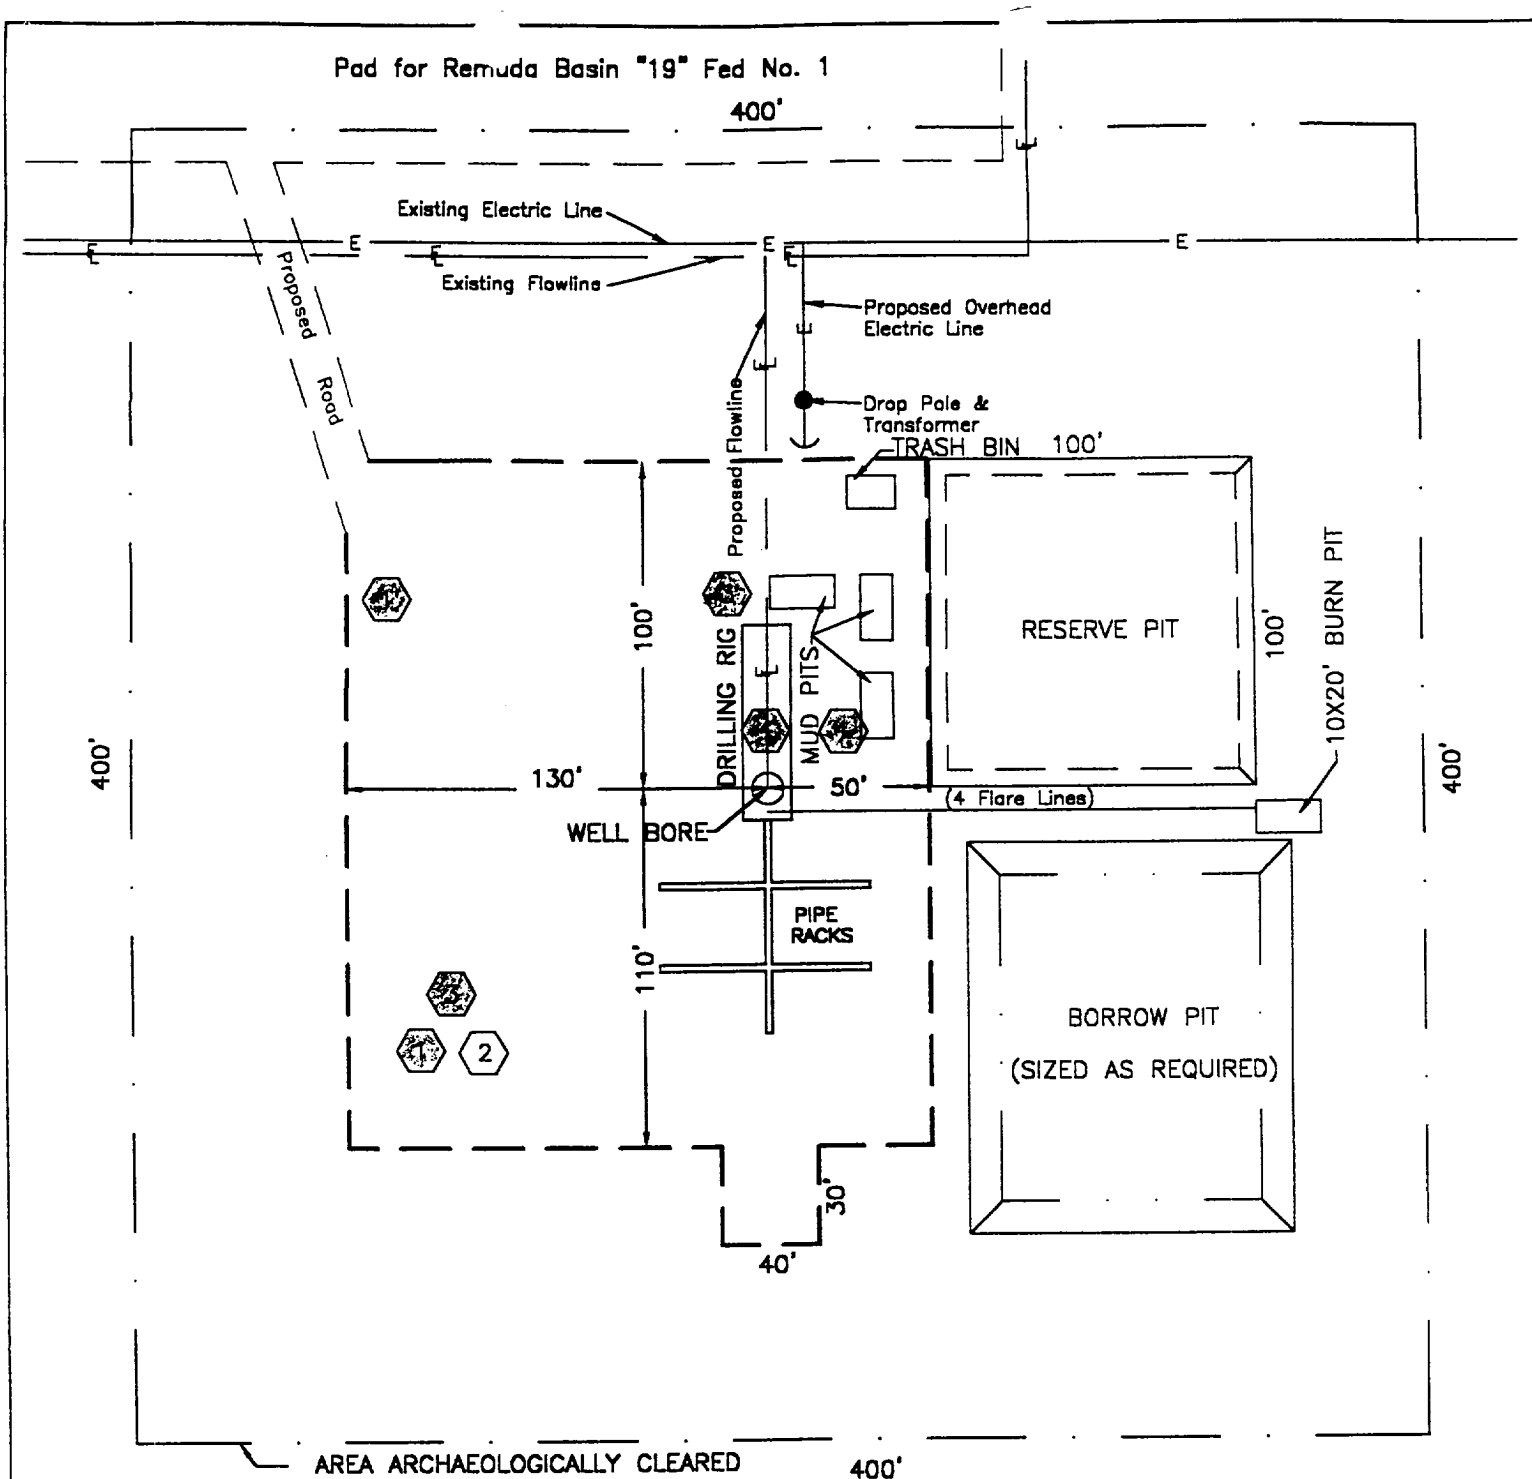 Pad for Remuda Basin "19" Fed No. 1
400'
Existing Electric Line
E
E
E
Existing Flowline
Proposed Road
Proposed Overhead
Electric Line
Proposed Flowline
Drop Pole &
Transformer
TRASH BIN
100'
RESERVE PIT
100'
10X20' BURN PIT
100'
DRILLING RIG
MUD PITS
400'
400'
130'
50'
(4 Flare Lines)
WELL BORE
PIPE
RACKS
110'
BORROW PIT
(SIZED AS REQUIRED)
1
2
30'
40'
AREA ARCHAEOLOGICALLY CLEARED
400'